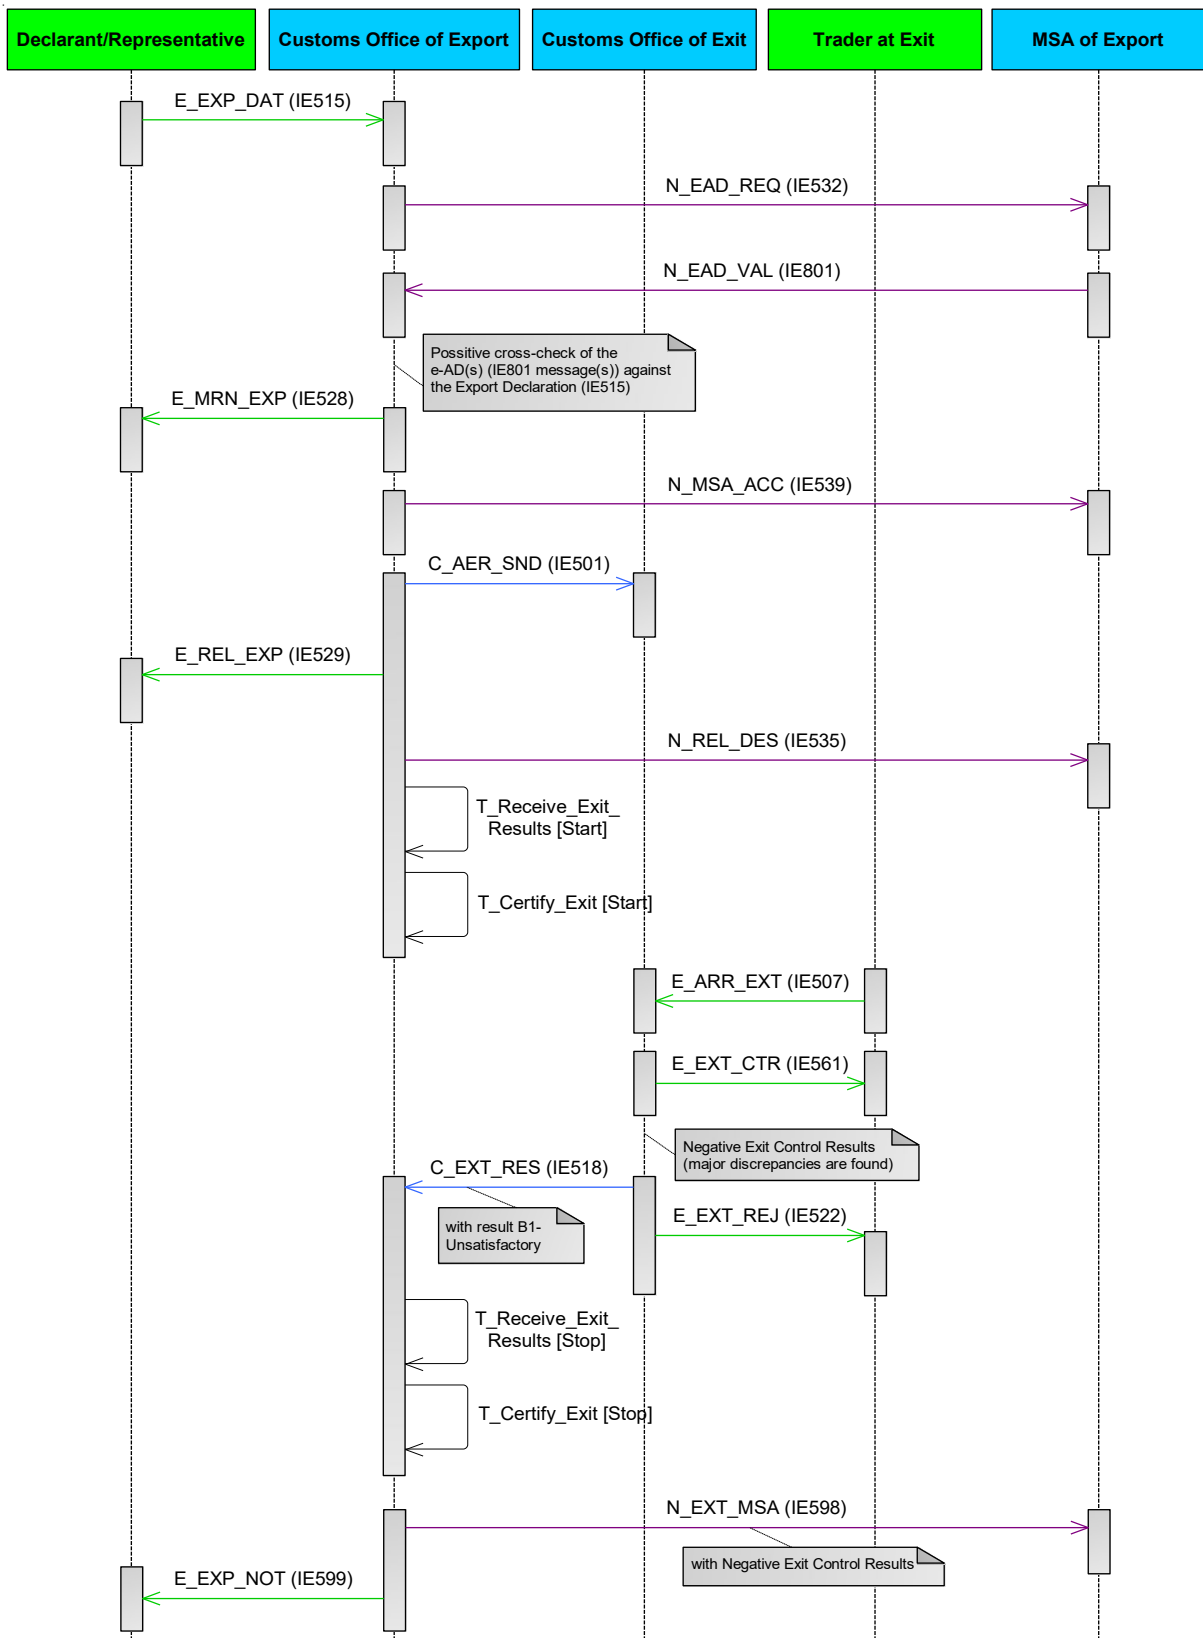 Declarant/Representative
Customs Office of Export
Customs Office of Exit
Trader at Exit
MSA of Export
E_EXP_DAT (IE515)
N_EAD_REQ (IE532)
N_EAD_VAL (IE801)
Possitive cross-check of the
e-AD(s) (IE801 message(s)) against
the Export Declaration (IE515)
E_MRN_EXP (IE528)
N_MSA_ACC (IE539)
C_AER_SND (IE501)
E_REL_EXP (IE529)
N_REL_DES (IE535)
T_Receive_Exit_
Results [Start]
T_Certify_Exit [Start]
E_ARR_EXT (IE507)
E_EXT_CTR (IE561)
Negative Exit Control Results
(major discrepancies are found)
C_EXT_RES (IE518)
with result B1-
Unsatisfactory
E_EXT_REJ (IE522)
T_Receive_Exit_
Results [Stop]
T_Certify_Exit [Stop]
N_EXT_MSA (IE598)
with Negative Exit Control Results
E_EXP_NOT (IE599)